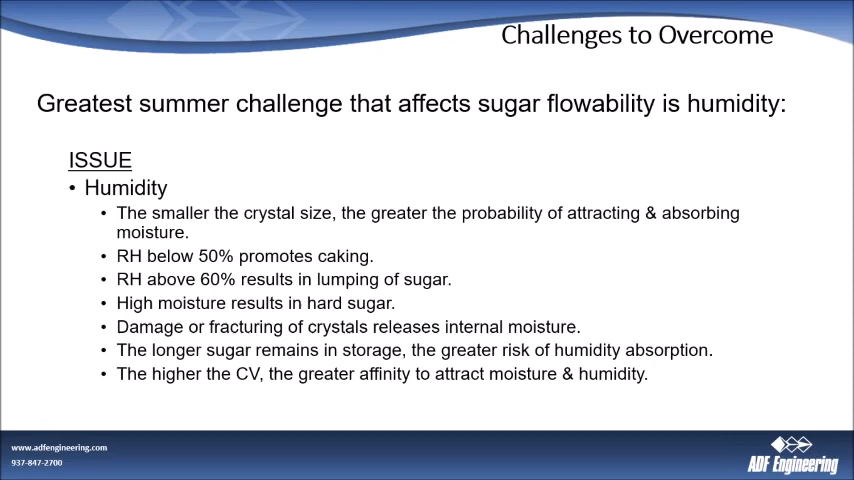 Challenges to Overcome
Greatest summer challenge that affects sugar flowability is humidity:
ISSUE
• Humidity
• The smaller the crystal size, the greater the probability of attracting & absorbing
moisture.
• RH below 50% promotes caking.
• RH above 60% results in lumping of sugar.
• High moisture results in hard sugar.
• Damage or fracturing of crystals releases internal moisture.
• The longer sugar remains in storage, the greater risk of humidity absorption.
• The higher the CV, the greater affinity to attract moisture & humidity.
www.adfengineering.com
937-847-2700
ADF Engineering